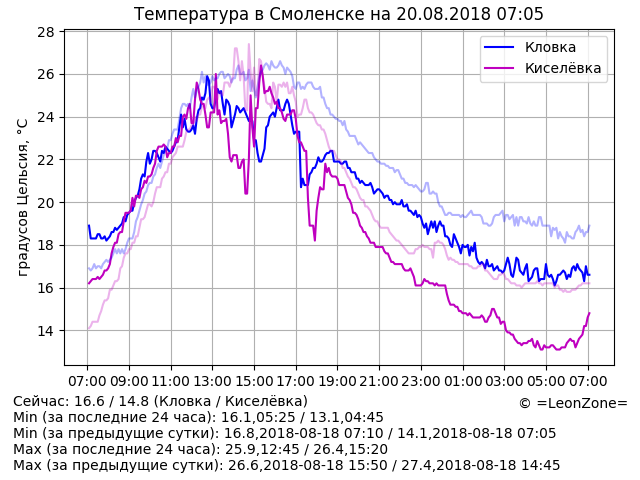 Температура в Смоленске на 20.08.2018 07:05
градусов Цельсия, °C
28
26
24
22
20
18
16
14
Кловка
Киселёвка
07:00 09:00 11:00 13:00 15:00 17:00 19:00 21:00 23:00 01:00 03:00 05:00 07:00
Сейчас: 16.6 / 14.8 (Кловка / Киселёвка)
© =LeonZone=
Min (за последние 24 часа): 16.1,05:25 / 13.1,04:45
Min (за предыдущие сутки): 16.8,2018-08-18 07:10 / 14.1,2018-08-18 07:05
Max (за последние 24 часа): 25.9,12:45 / 26.4,15:20
Max (за предыдущие сутки): 26.6,2018-08-18 15:50 / 27.4,2018-08-18 14:45